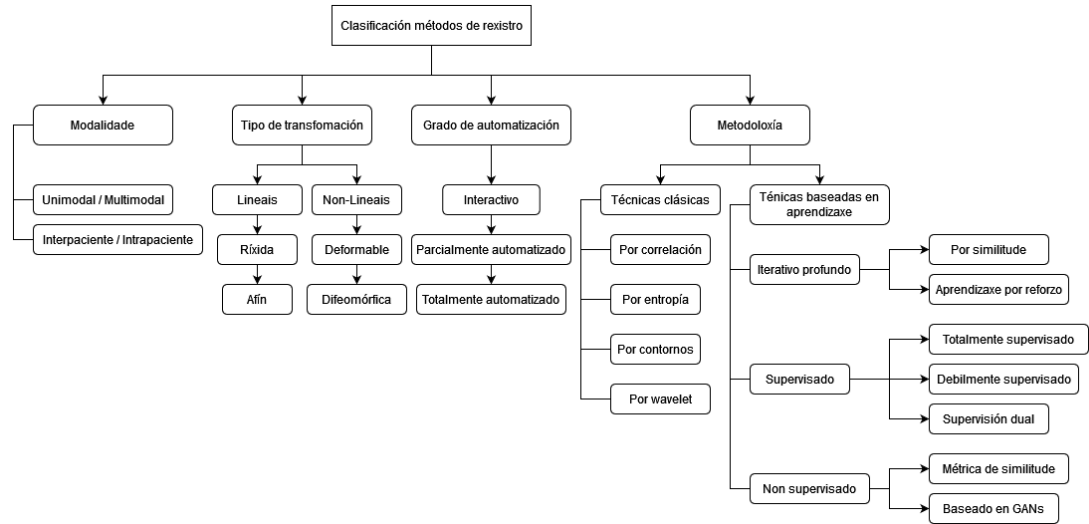 Clasificación métodos de rexistro
Modalidade
Tipo de transfomación
Grado de automatización
Metodoloxía
Unimodal / Multimodal
Interpaciente / Intrapaciente
Lineais
Non-Lineais
Ríxida
Deformable
Afín
Difeomórfica
Interactivo
Parcialmente automatizado
Totalmente automatizado
Técnicas clásicas
Por correlación
Por entropía
Por contornos
Por wavelet
Ténicas baseadas en
aprendizaxe
Iterativo profundo
Por similitude
Aprendizaxe por reforzo
Supervisado
Totalmente supervisado
Debilmente supervisado
Supervisión dual
Non supervisado
Métrica de similitude
Baseado en GANs